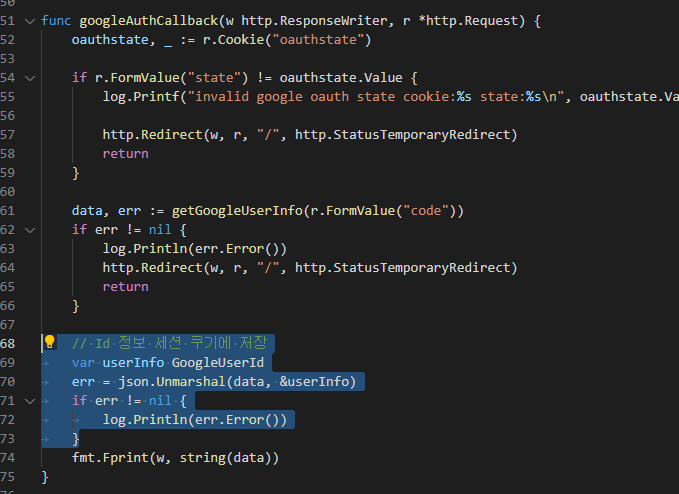 50
51 func googleAuthCallback(w http.ResponseWriter, r *http.Request) {
52 oauthstate, _ := r.Cookie("oauthstate")
53
54 if r.FormValue("state") != oauthstate.Value {
55 log.Printf("invalid google oauth state cookie:%s state:%s\n", oauthstate.Va
56
57 http.Redirect(w, r, "/", http.StatusTemporaryRedirect)
58 return
59 }
60
61 data, err := getGoogleUserInfo(r.FormValue("code"))
62 if err != nil {
63 log.Println(err.Error())
64 http.Redirect(w, r, "/", http.StatusTemporaryRedirect)
65 return
66 }
67
68 // Id 정보 세션 쿠기에 저장
69 var userInfo GoogleUserId
70 err = json.Unmarshal(data, &userInfo)
71 if err != nil {
72 log.Println(err.Error())
73 }
74 fmt.Fprint(w, string(data))
75 }
76